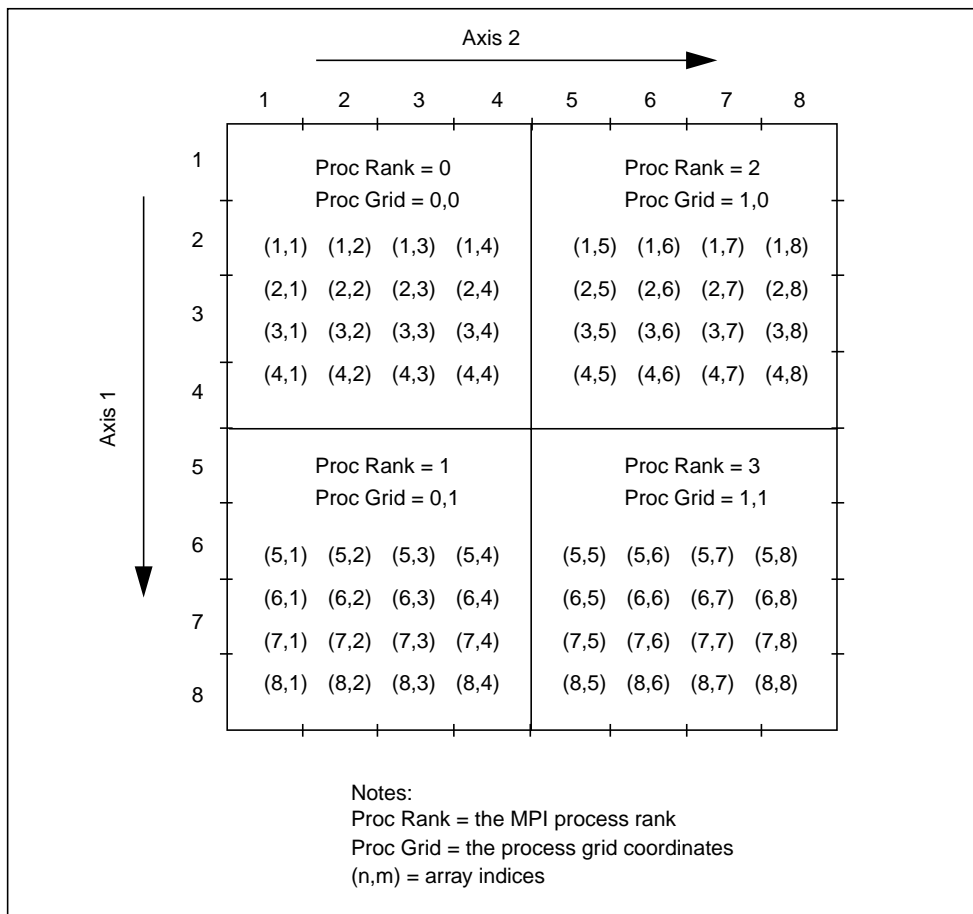 Axis 2
1 2 3 4 5 6 7 8
1
Proc Rank = 0 Proc Rank = 2
Proc Grid = 0,0 Proc Grid = 1,0
2
(1,1) (1,2) (1,3) (1,4) (1,5) (1,6) (1,7) (1,8)
(2,1) (2,2) (2,3) (2,4) (2,5) (2,6) (2,7) (2,8)
3
(3,1) (3,2) (3,3) (3,4) (3,5) (3,6) (3,7) (3,8)
(4,1) (4,2) (4,3) (4,4) (4,5) (4,6) (4,7) (4,8)
4
Axis 1
5
Proc Rank = 1 Proc Rank = 3
Proc Grid = 0,1 Proc Grid = 1,1
6
(5,1) (5,2) (5,3) (5,4) (5,5) (5,6) (5,7) (5,8)
(6,1) (6,2) (6,3) (6,4) (6,5) (6,6) (6,7) (6,8)
7
(7,1) (7,2) (7,3) (7,4) (7,5) (7,6) (7,7) (7,8)
(8,1) (8,2) (8,3) (8,4) (8,5) (8,6) (8,7) (8,8)
8
Notes:
Proc Rank = the MPI process rank
Proc Grid = the process grid coordinates
(n,m) = array indices